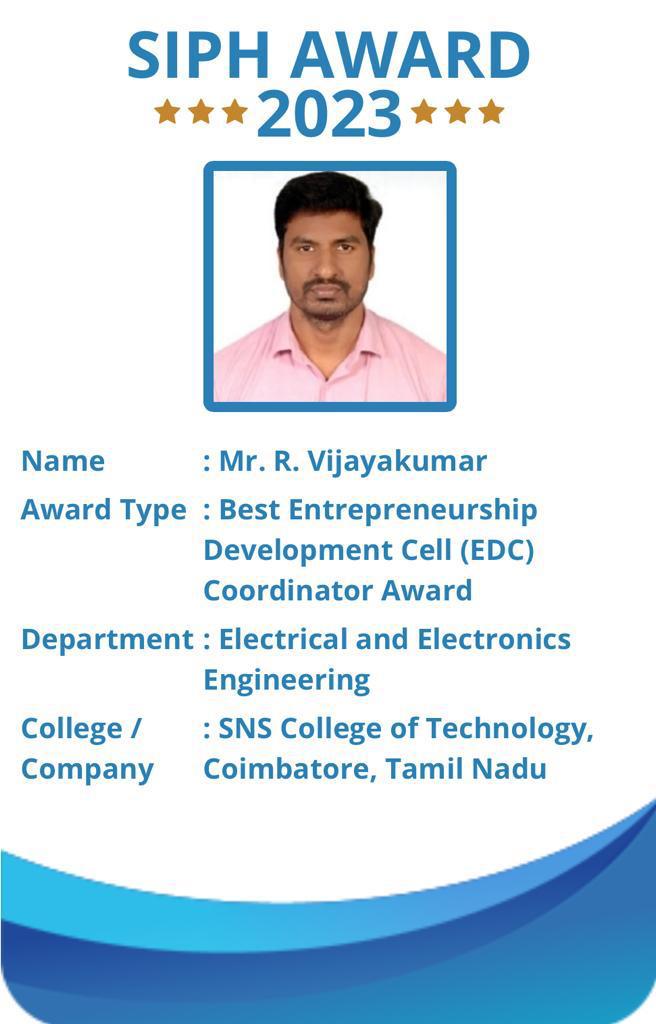 SIPH AWARD
2023
Name : Mr. R. Vijayakumar
Award Type : Best Entrepreneurship
Development Cell (EDC)
Coordinator Award
Department : Electrical and Electronics
Engineering
College / : SNS College of Technology,
Company Coimbatore, Tamil Nadu